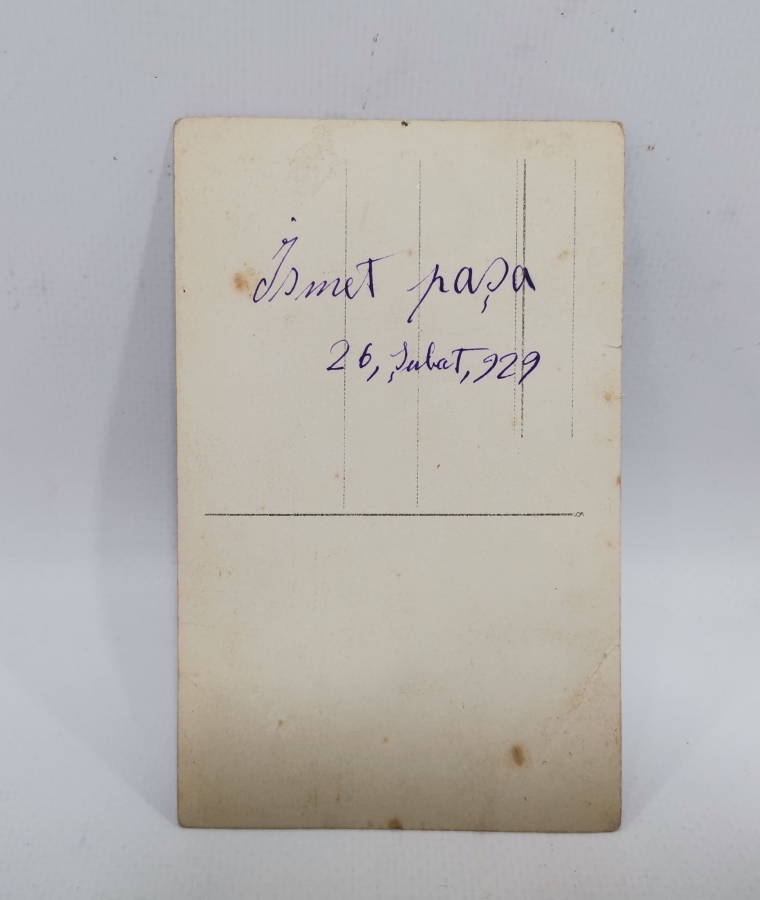 İsmet paşa
26, Şubat, 929